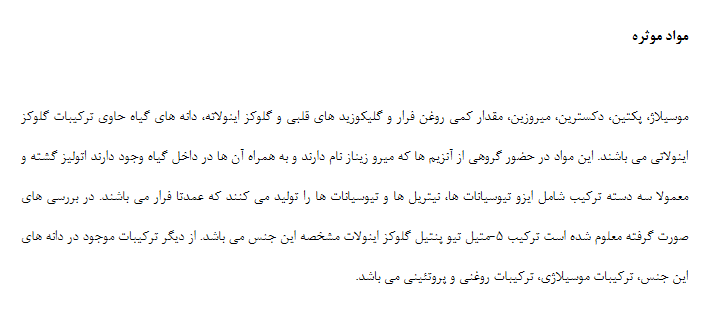 مواد موثره
موسیلاژ، پکتین، دکسترین، میروزین، مقدار کمی روغن فرار و گلیکوزید های قلبی و گلوکز اینولاته، دانه های گیاه حاوی ترکیبات گلوکز
اینولاتی می باشند. این مواد در حضور گروهی از آنزیم ها که میرو زیناز نام دارند و به همراه آن ها در داخل گیاه وجود دارند اتولیز گشته و
معمولا سه دسته ترکیب شامل ایزو تیوسیانات ها، نیتریل ها و تیوسیانات ها را تولید می کنند که عمدتا فرار می باشند. در بررسی های
صورت گرفته معلوم شده است ترکیب ۵-متیل تیو پنتیل گلوکز اینولات مشخصه این جنس می باشد. از دیگر ترکیبات موجود در دانه های
این جنس، ترکیبات موسیلاژی، ترکیبات روغنی و پروتئینی می باشد.